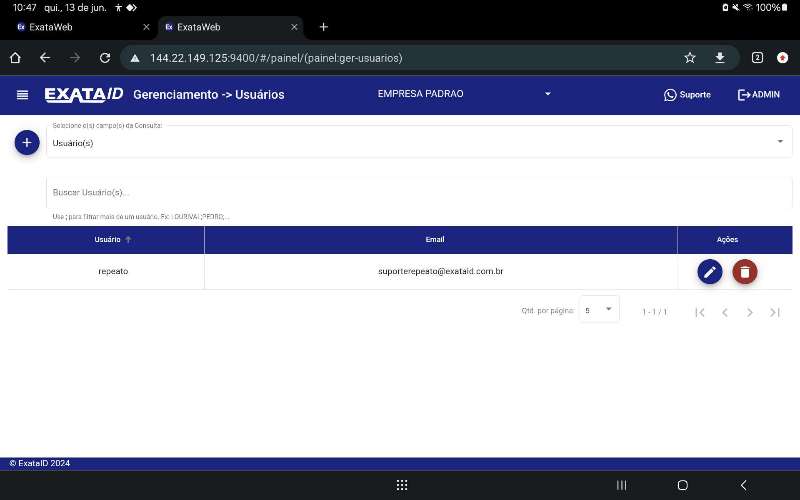 10:47 qui., 13 de jun.
100%
Ex ExataWeb
Ex ExataWeb
144.22.149.125:9400/#/painel/(painel:ger-usuarios)
2
EXATAID Gerenciamento -> Usuários
EMPRESA PADRAO
Suporte
ADMIN
Selecione o(s) campo(s) da Consulta:
Usuário(s)
Buscar Usuário(s)...
Use ; para filtrar mais de um usuário. Ex: LOURIVAL;PEDRO;...
Usuário
Email
Ações
repeato
suporterepeato@exataid.com.br
Qtd. por página:
5
1 - 1 / 1
© ExataID 2024